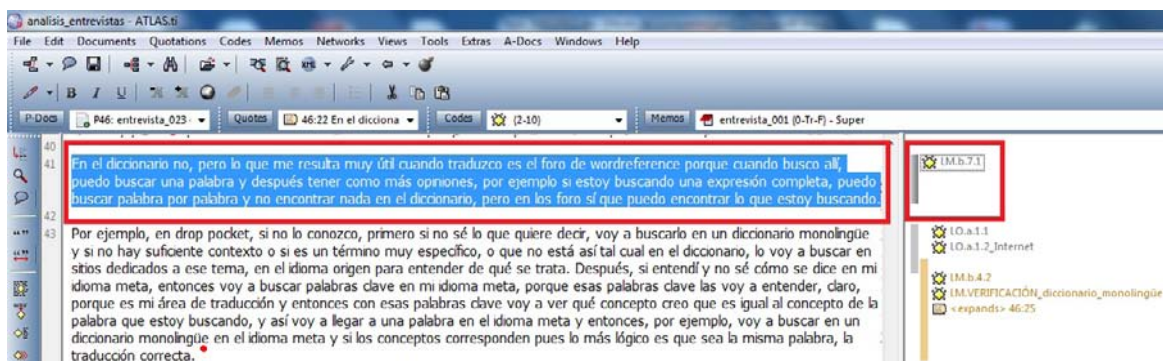 analisis_entrevistas - ATLAS.ti
File Edit Documents Quotations Codes Memos Networks Views Tools Extras A-Docs Windows Help
B I U
P-Docs P46: entrevista_023- Quotes 46:22 En el dicciona Codes (2-10) Memos entrevista_001 (0-Tr-F) - Super
40
41 En el diccionario no, pero lo que me resulta muy útil cuando traduzco es el foro de wordreference porque cuando busco allí,
puedo buscar una palabra y después tener como más opniones, por ejemplo si estoy buscando una expresión completa, puedo
buscar palabra por palabra y no encontrar nada en el diccionario, pero en los foro sí que puedo encontrar lo que estoy buscando.
42
43 Por ejemplo, en drop pocket, si no lo conozco, primero si no sé lo que quiere decir, voy a buscarlo en un diccionario monolingüe
y si no hay suficiente contexto o si es un término muy específico, o que no está así tal cual en el diccionario, lo voy a buscar en
sitios dedicados a ese tema, en el idioma origen para entender de qué se trata. Después, si entendí y no sé cómo se dice en mi
idioma meta, entonces voy a buscar palabras clave en mi idioma meta, porque esas palabras clave las voy a entender, claro,
porque es mi área de traducción y entonces con esas palabras clave voy a ver qué concepto creo que es igual al concepto de la
palabra que estoy buscando, y así voy a llegar a una palabra en el idioma meta y entonces, por ejemplo, voy a buscar en un
diccionario monolingüe en el idioma meta y si los conceptos corresponden pues lo más lógico es que sea la misma palabra, la
traducción correcta.
I.M.b.7.1
I.O.a.1.1
I.O.a.1.2_Internet
I.M.b.4.2
I.M.VERIFICACIÓN_diccionario_monolingüe
<expands> 46:25